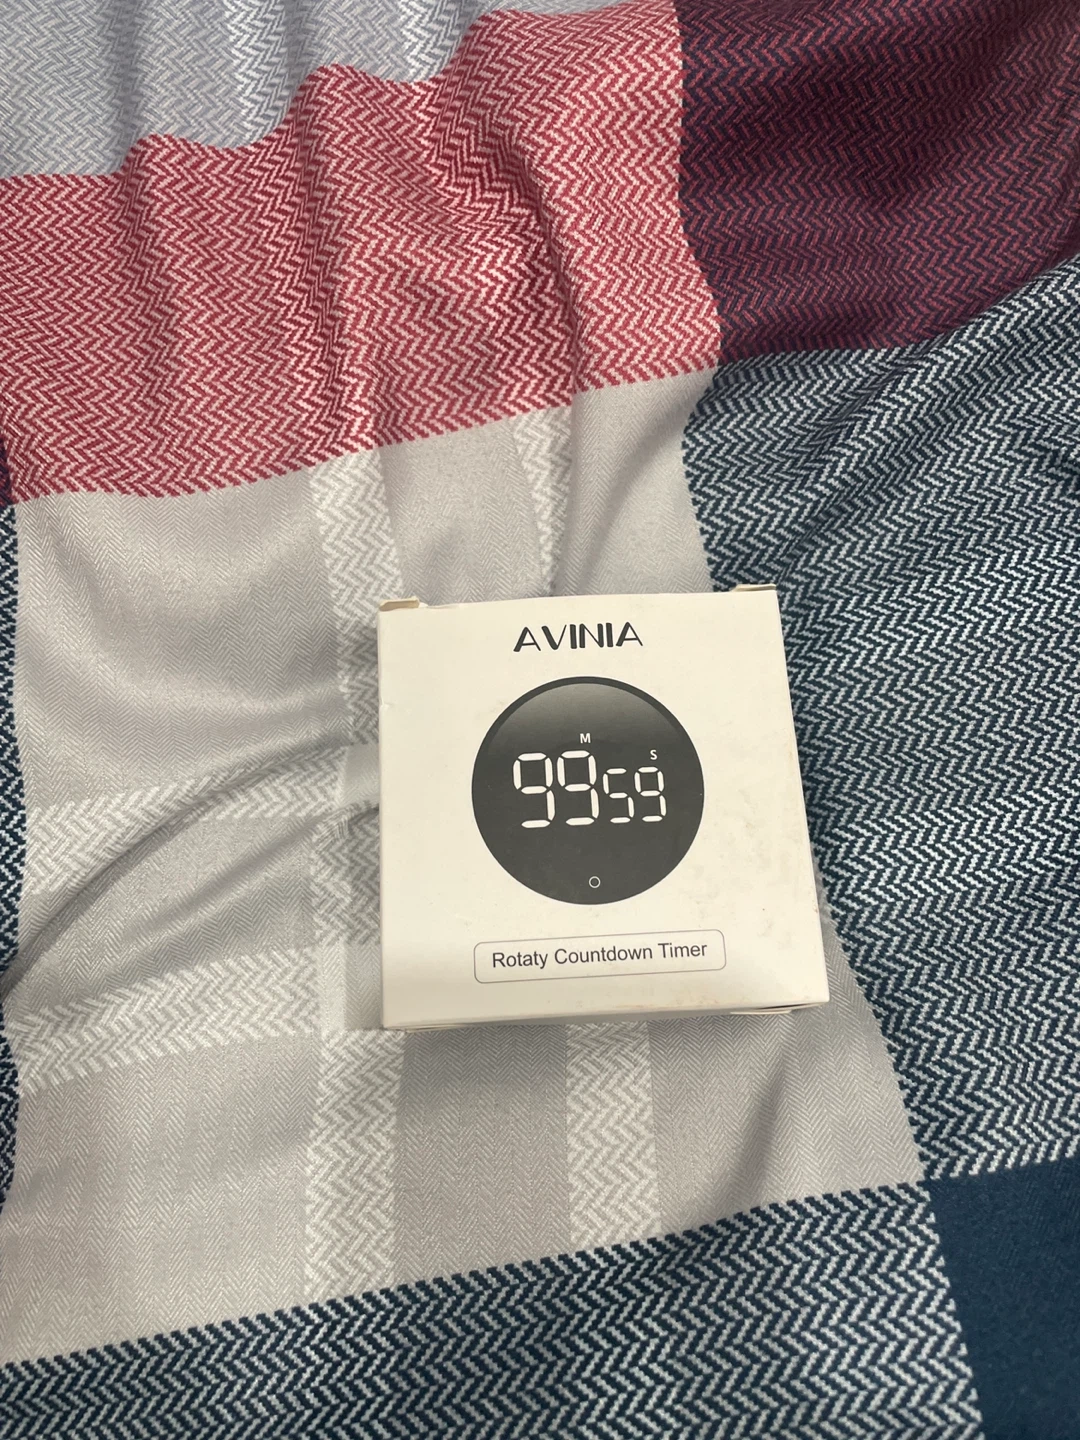 AVINIA
M
S
9959
Rotaty Countdown Timer